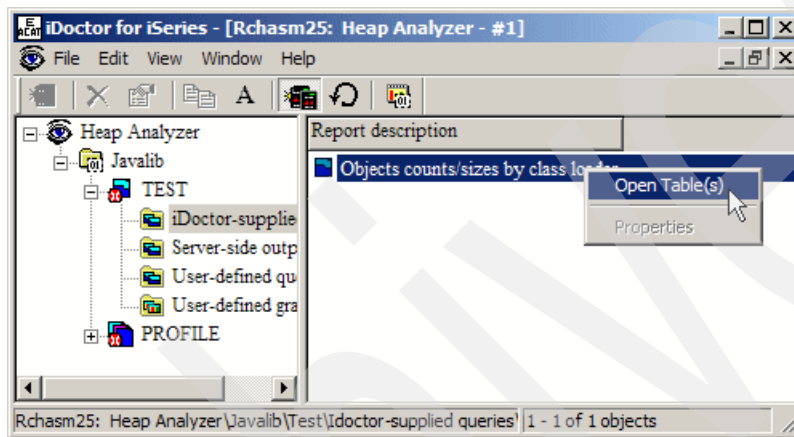 iDoctor for iSeries - [Rchasm25: Heap Analyzer - #1]
File Edit View Window Help
A
Heap Analyzer
Report description
Javalib
Objects counts/sizes by class loader
TEST
Open Table(s)
iDoctor-supplie
Server-side outp
Properties
User-defined qu
User-defined gra
PROFILE
Rchasm25: Heap Analyzer\Javalib\Test\Idoctor-supplied queries\ 1 - 1 of 1 objects